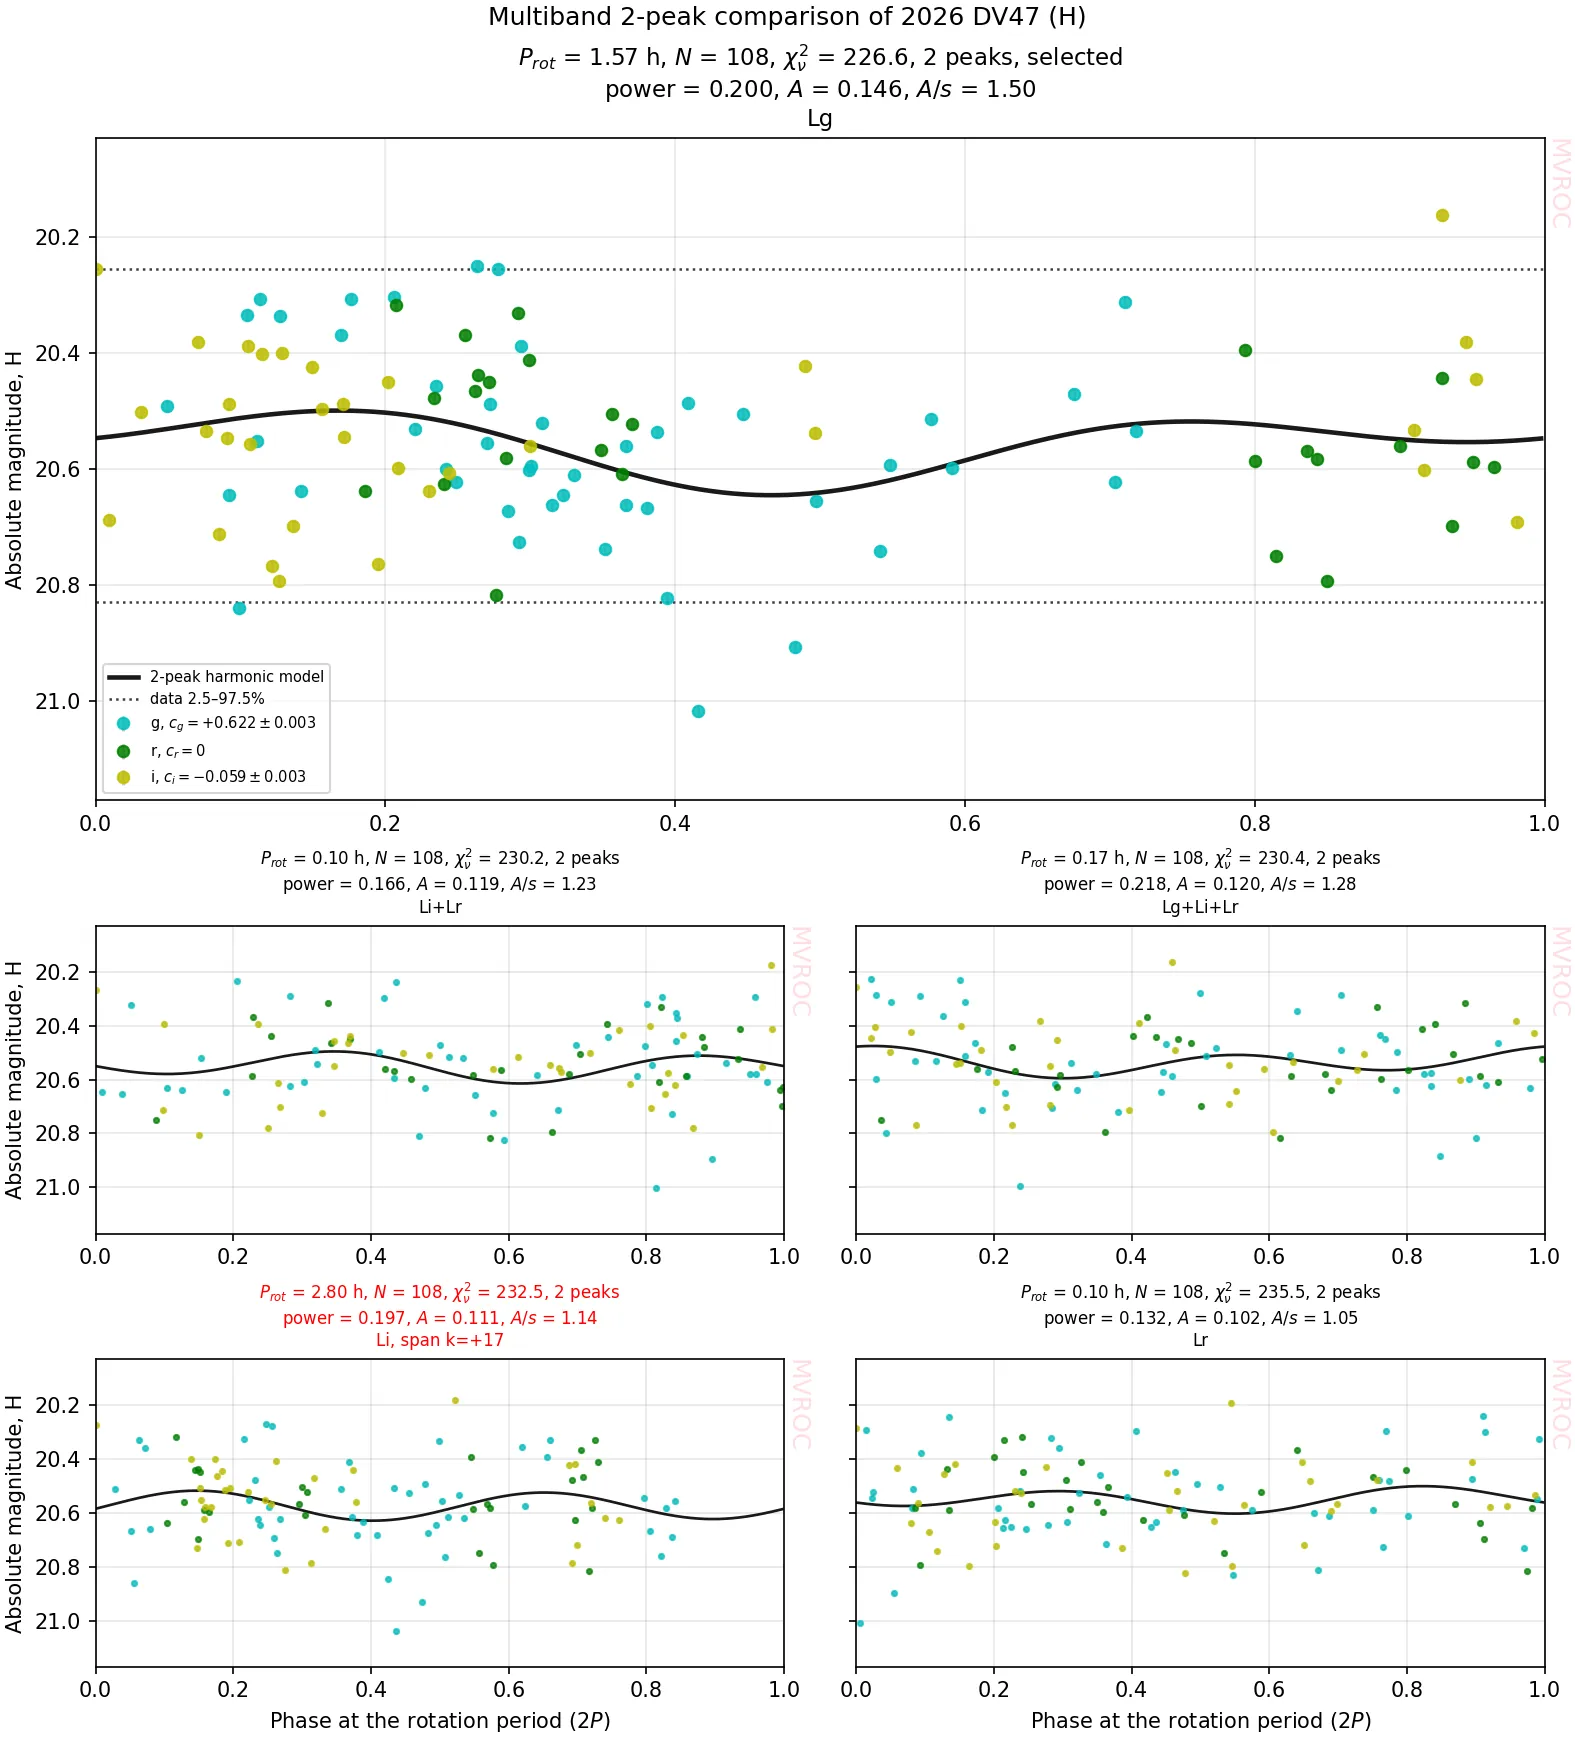 Multiband 2-peak comparison of 2026 DV47 (H)
P_rot = 1.57 h, N = 108, χ²_ν = 226.6, 2 peaks, selected
power = 0.200, A = 0.146, A/s = 1.50
Lg
MVROC
Absolute magnitude, H
20.2
20.4
20.6
20.8
21.0
2-peak harmonic model
data 2.5–97.5%
g, c_g = +0.622 ± 0.003
r, c_r = 0
i, c_i = −0.059 ± 0.003
0.0 0.2 0.4 0.6 0.8 1.0
P_rot = 0.10 h, N = 108, χ²_ν = 230.2, 2 peaks
power = 0.166, A = 0.119, A/s = 1.23
Li+Lr
MVROC
Absolute magnitude, H
20.2
20.4
20.6
20.8
21.0
0.0 0.2 0.4 0.6 0.8 1.0
P_rot = 0.17 h, N = 108, χ²_ν = 230.4, 2 peaks
power = 0.218, A = 0.120, A/s = 1.28
Lg+Li+Lr
MVROC
0.0 0.2 0.4 0.6 0.8 1.0
P_rot = 2.80 h, N = 108, χ²_ν = 232.5, 2 peaks
power = 0.197, A = 0.111, A/s = 1.14
Li, span k=+17
MVROC
Absolute magnitude, H
20.2
20.4
20.6
20.8
21.0
0.0 0.2 0.4 0.6 0.8 1.0
Phase at the rotation period (2P)
P_rot = 0.10 h, N = 108, χ²_ν = 235.5, 2 peaks
power = 0.132, A = 0.102, A/s = 1.05
Lr
MVROC
0.0 0.2 0.4 0.6 0.8 1.0
Phase at the rotation period (2P)